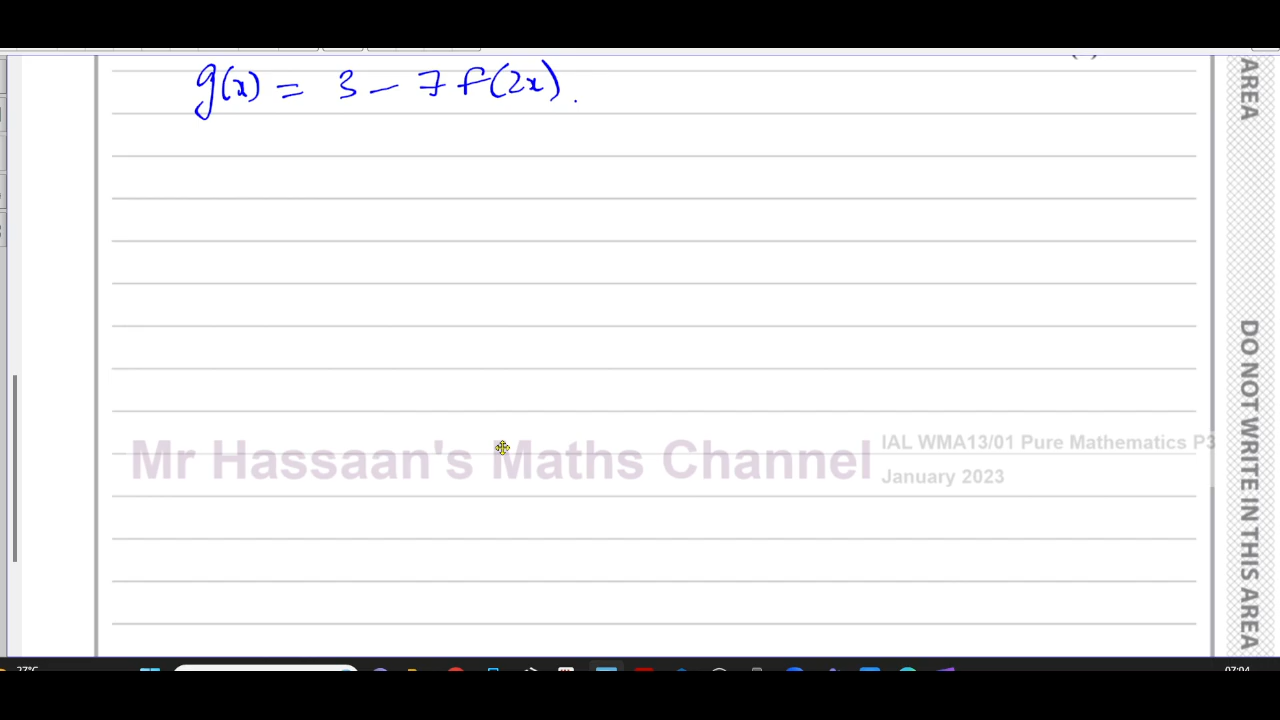 g(x) = 3 - 7 f(2x).
AREA
Mr Hassaan's Maths Channel
IAL WMA13/01 Pure Mathematics P3
January 2023
DO NOT WRITE IN THIS AREA